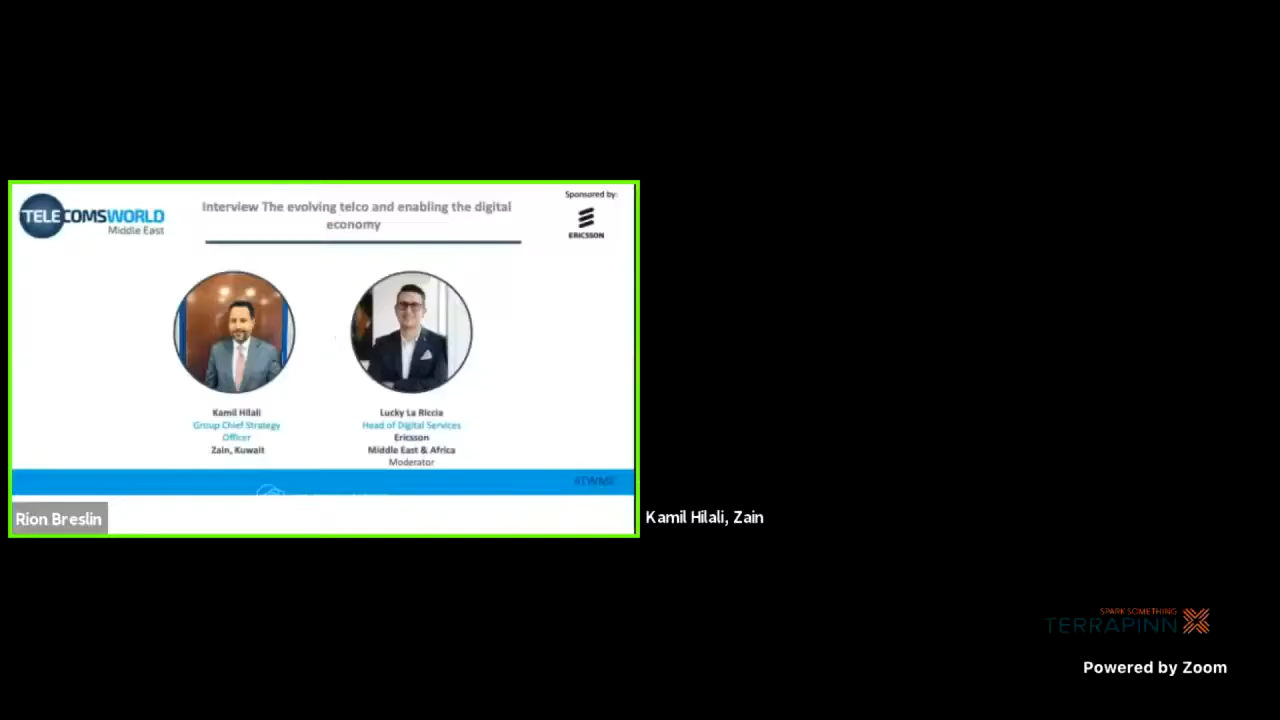 TELECOMSWORLD
Middle East
Interview The evolving telco and enabling the digital
economy
Sponsored by:
ERICSSON
Kamil Hilali
Group Chief Strategy
Officer
Zain, Kuwait
Lucky La Riccia
Head of Digital Services
Ericsson
Middle East & Africa
Moderator
#TWME
Rion Breslin
Kamil Hilali, Zain
SPARK SOMETHING
TERRAPINN
Powered by Zoom